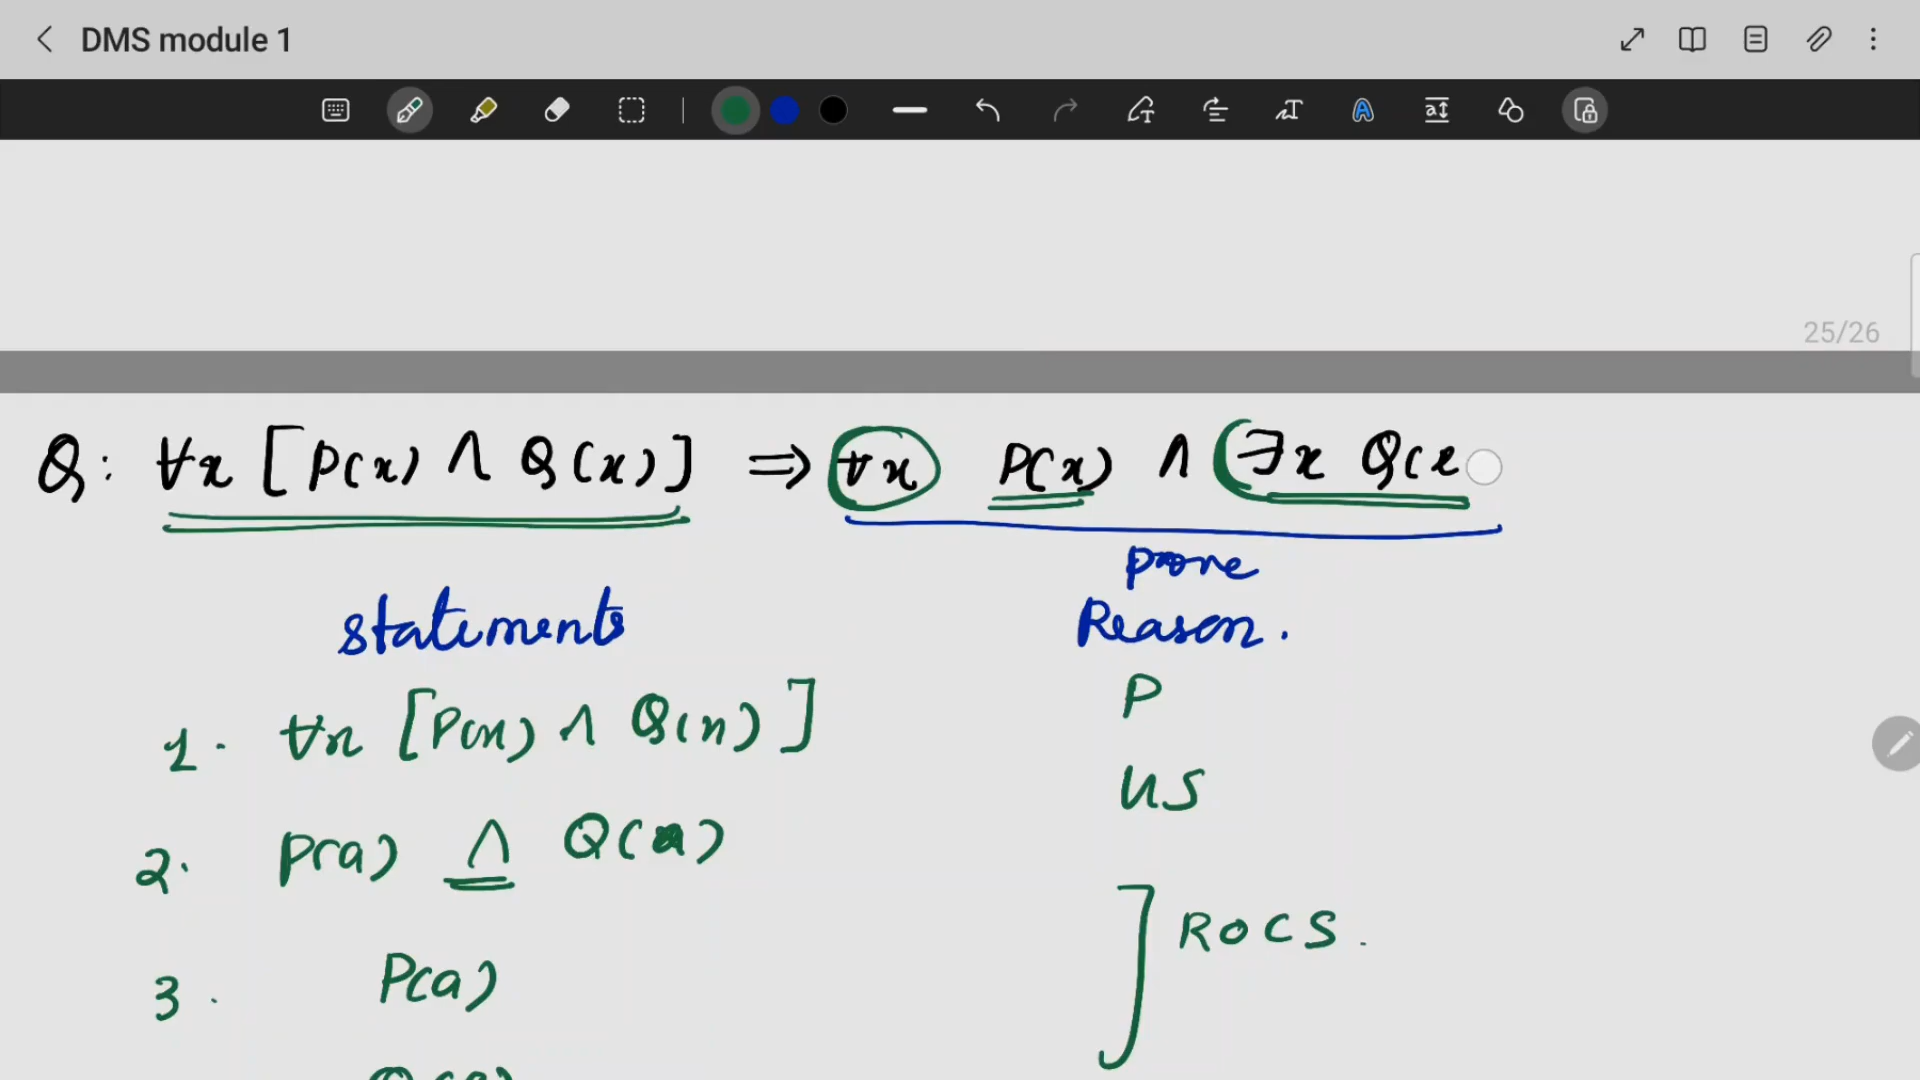 DMS module 1
25/26
Q: ∀x [P(x) ∧ Q(x)] ⇒ ∀x P(x) ∧ (∃x Q(x
prove
statements Reason.
1. ∀x [P(x) ∧ Q(x)] P
US
2. P(a) ∧ Q(a)
] ROCS.
3. P(a)